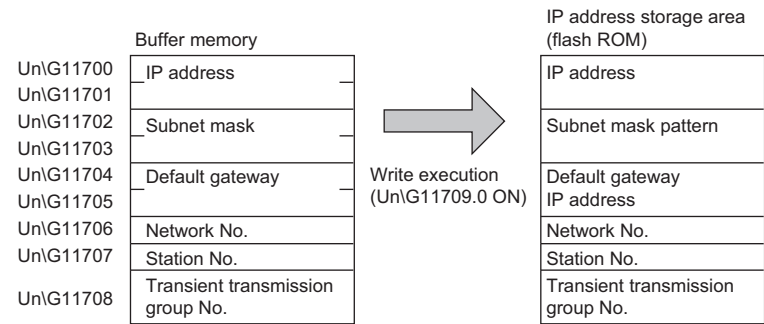 IP address storage area
(flash ROM)
Buffer memory
Un\G11700
IP address
IP address
Un\G11701
Un\G11702
Subnet mask
Subnet mask pattern
Un\G11703
Un\G11704
Default gateway
Write execution
Default gateway
(Un\G11709.0 ON)
IP address
Un\G11705
Un\G11706
Network No.
Network No.
Un\G11707
Station No.
Station No.
Un\G11708
Transient transmission
group No.
Transient transmission
group No.